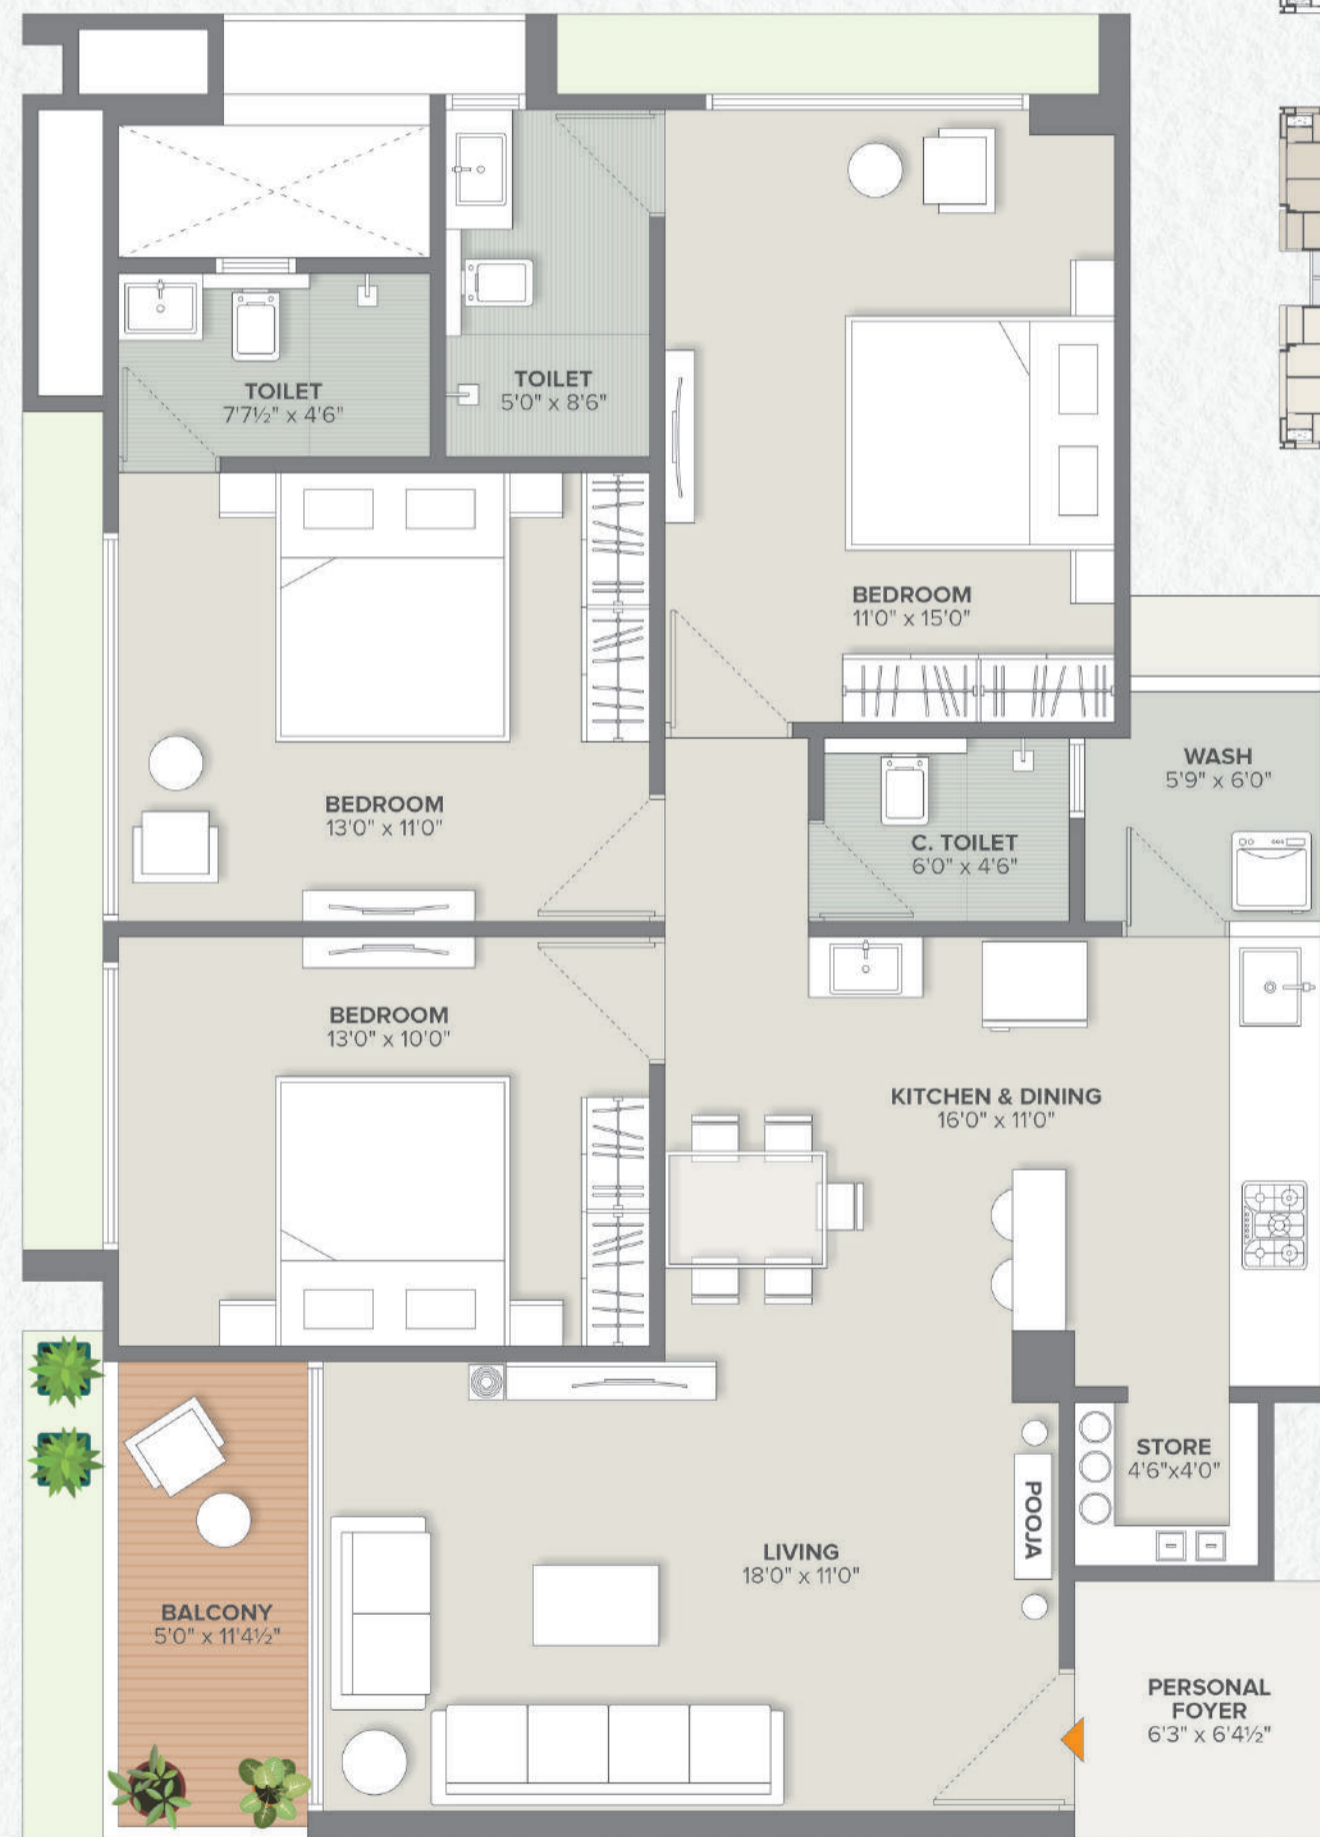 TOILET
7'7½" x 4'6"
TOILET
5'0" x 8'6"
BEDROOM
11'0" x 15'0"
WASH
5'9" x 6'0"
BEDROOM
13'0" x 11'0"
C. TOILET
6'0" x 4'6"
BEDROOM
13'0" x 10'0"
KITCHEN & DINING
16'0" x 11'0"
STORE
4'6"x4'0"
POOJA
LIVING
18'0" x 11'0"
BALCONY
5'0" x 11'4½"
PERSONAL
FOYER
6'3" x 6'4½"